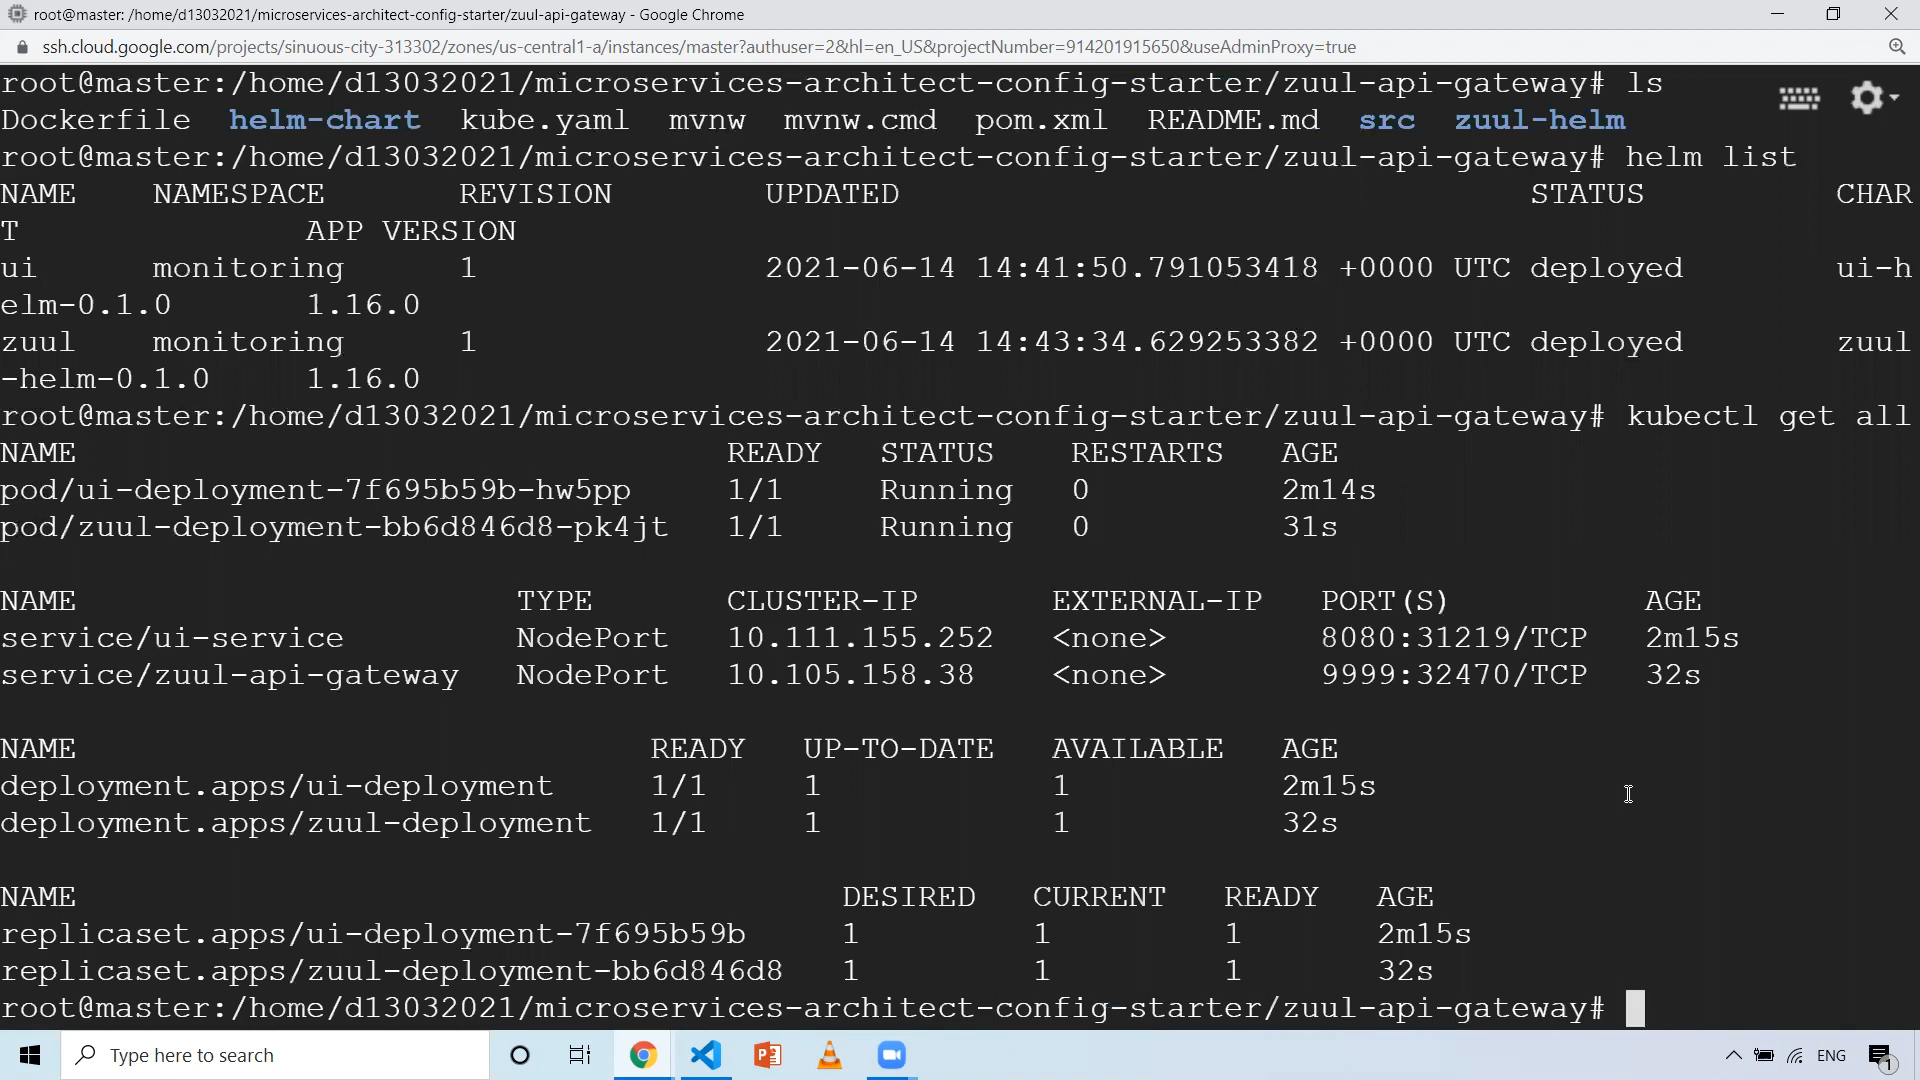 root@master: /home/d13032021/microservices-architect-config-starter/zuul-api-gateway - Google Chrome
ssh.cloud.google.com/projects/sinuous-city-313302/zones/us-central1-a/instances/master?authuser=2&hl=en_US&projectNumber=914201915650&useAdminProxy=true
root@master:/home/d13032021/microservices-architect-config-starter/zuul-api-gateway# ls
Dockerfile  helm-chart  kube.yaml  mvnw  mvnw.cmd  pom.xml  README.md  src  zuul-helm
root@master:/home/d13032021/microservices-architect-config-starter/zuul-api-gateway# helm list
NAME    NAMESPACE       REVISION        UPDATED                                 STATUS          CHAR
T               APP VERSION
ui      monitoring      1               2021-06-14 14:41:50.791053418 +0000 UTC deployed        ui-h
elm-0.1.0       1.16.0
zuul    monitoring      1               2021-06-14 14:43:34.629253382 +0000 UTC deployed        zuul
-helm-0.1.0     1.16.0
root@master:/home/d13032021/microservices-architect-config-starter/zuul-api-gateway# kubectl get all
NAME                                  READY   STATUS    RESTARTS   AGE
pod/ui-deployment-7f695b59b-hw5pp     1/1     Running   0          2m14s
pod/zuul-deployment-bb6d846d8-pk4jt   1/1     Running   0          31s
NAME                       TYPE       CLUSTER-IP       EXTERNAL-IP   PORT(S)          AGE
service/ui-service         NodePort   10.111.155.252   <none>        8080:31219/TCP   2m15s
service/zuul-api-gateway   NodePort   10.105.158.38    <none>        9999:32470/TCP   32s
NAME                              READY   UP-TO-DATE   AVAILABLE   AGE
deployment.apps/ui-deployment     1/1     1            1           2m15s
deployment.apps/zuul-deployment   1/1     1            1           32s
NAME                                        DESIRED   CURRENT   READY   AGE
replicaset.apps/ui-deployment-7f695b59b     1         1         1       2m15s
replicaset.apps/zuul-deployment-bb6d846d8   1         1         1       32s
root@master:/home/d13032021/microservices-architect-config-starter/zuul-api-gateway#
Type here to search
ENG
1